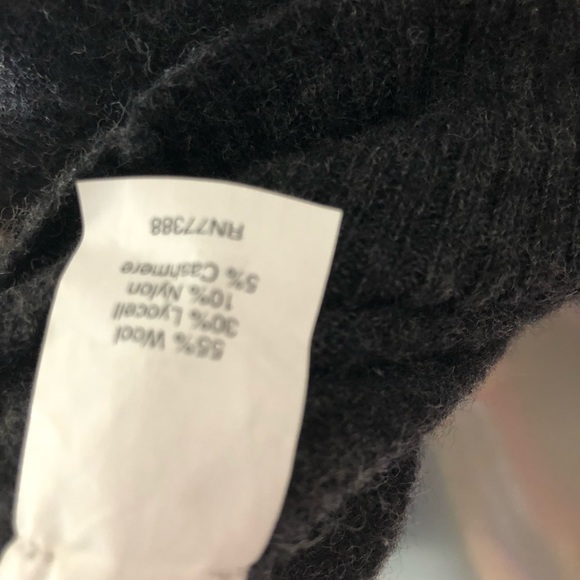 55% Wool
30% Lyocell
10% Nylon
5% Cashmere
RN77388